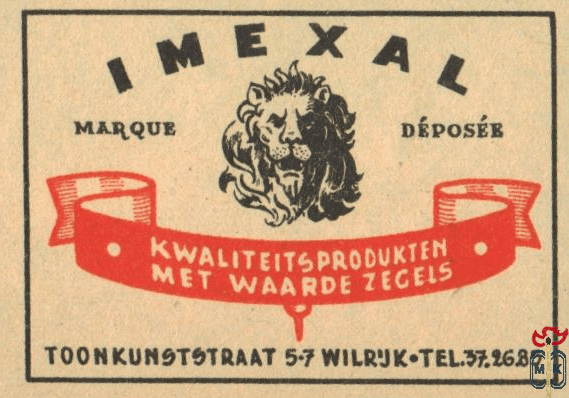 IMEXAL
MARQUE DÉPOSÉE
KWALITEITSPRODUKTEN
MET WAARDE ZEGELS
TOONKUNSTSTRAAT 5-7 WILRIJK•TEL.37.26.8
M K